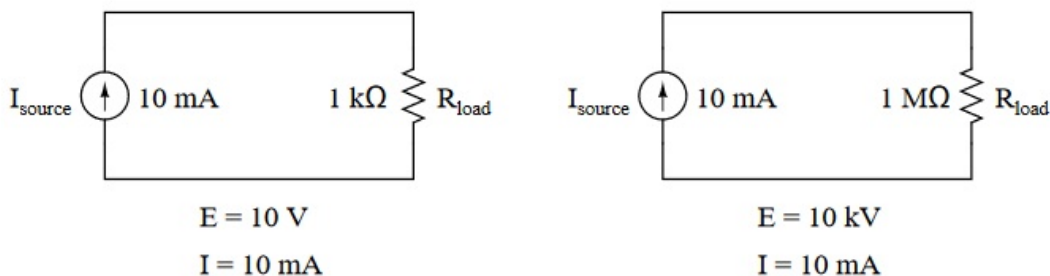 I_source 10 mA 1 kΩ R_load
I_source 10 mA 1 MΩ R_load
E = 10 V
I = 10 mA
E = 10 kV
I = 10 mA